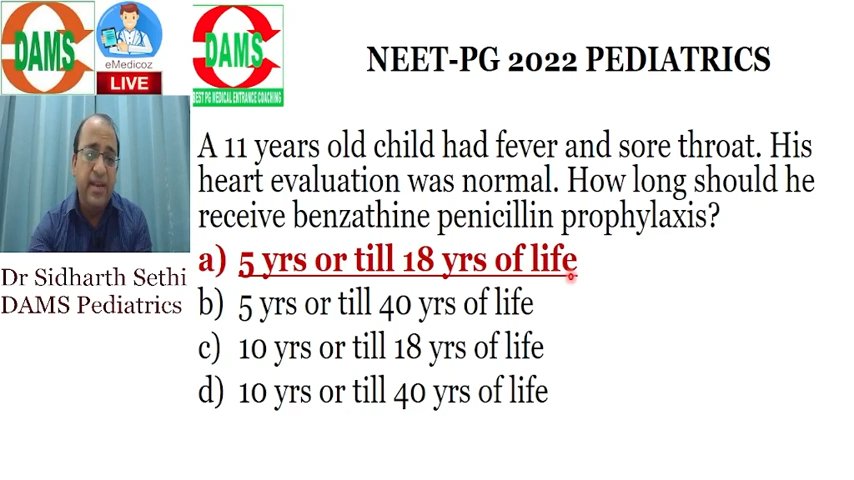 DAMS
eMedicoz
LIVE
DAMS
BEST PG MEDICAL ENTRANCE COACHING
NEET-PG 2022 PEDIATRICS
A 11 years old child had fever and sore throat. His
heart evaluation was normal. How long should he
receive benzathine penicillin prophylaxis?
a) 5 yrs or till 18 yrs of life
b) 5 yrs or till 40 yrs of life
c) 10 yrs or till 18 yrs of life
d) 10 yrs or till 40 yrs of life
Dr Sidharth Sethi
DAMS Pediatrics